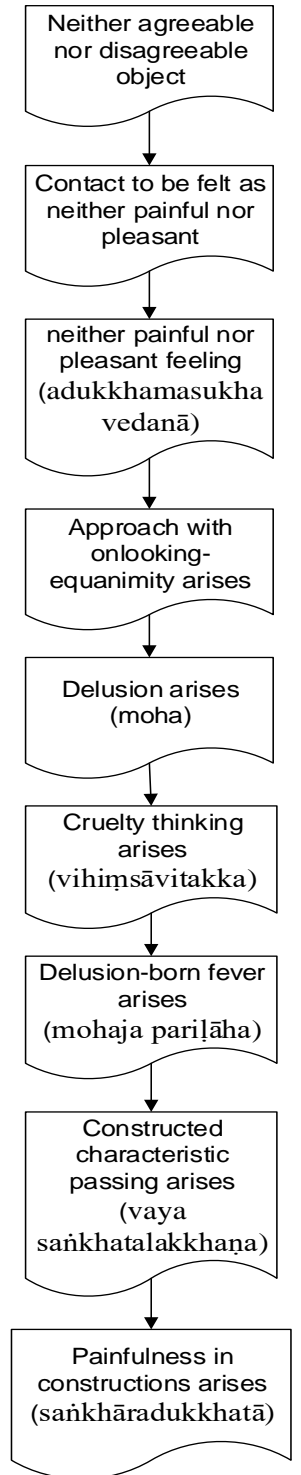 Neither agreeable
nor disagreeable
object
Contact to be felt as
neither painful nor
pleasant
neither painful nor
pleasant feeling
(adukkhamasukha
vedanā)
Approach with
onlooking-
equanimity arises
Delusion arises
(moha)
Cruelty thinking
arises
(vihiṃsāvitakka)
Delusion-born fever
arises
(mohaja pariḷāha)
Constructed
characteristic
passing arises
(vaya
saṅkhatalakkhaṇa)
Painfulness in
constructions arises
(saṅkhāradukkhatā)